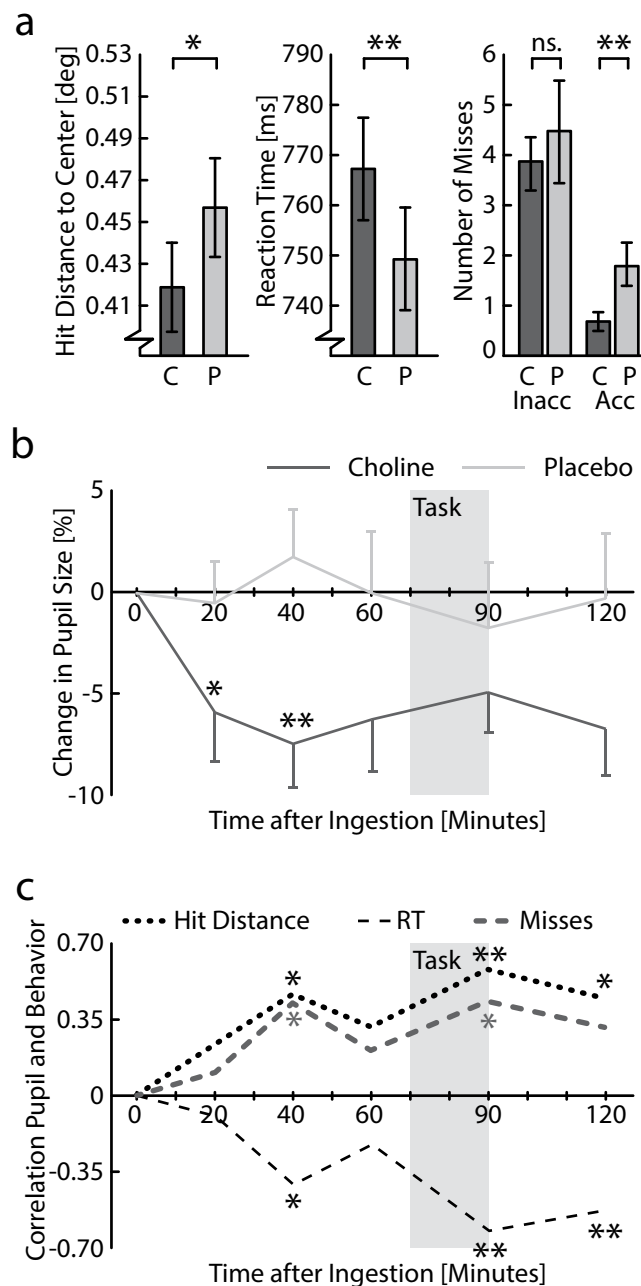 a
* ** ns. **
Hit Distance to Center [deg]
0.53
0.51
0.49
0.47
0.45
0.43
0.41
C P
Reaction Time [ms]
790
780
770
760
750
740
C P
Number of Misses
6
5
4
3
2
1
0
C P C P
Inacc Acc
b
Choline Placebo
Change in Pupil Size [%]
5
0
-5
-10
Task
* **
0 20 40 60 90 120
Time after Ingestion [Minutes]
c
Hit Distance RT Misses
Correlation Pupil and Behavior
0.70
0.35
0
-0.35
-0.70
Task
* ** *
* *
0 20 40 60 90 120
* ** **
Time after Ingestion [Minutes]